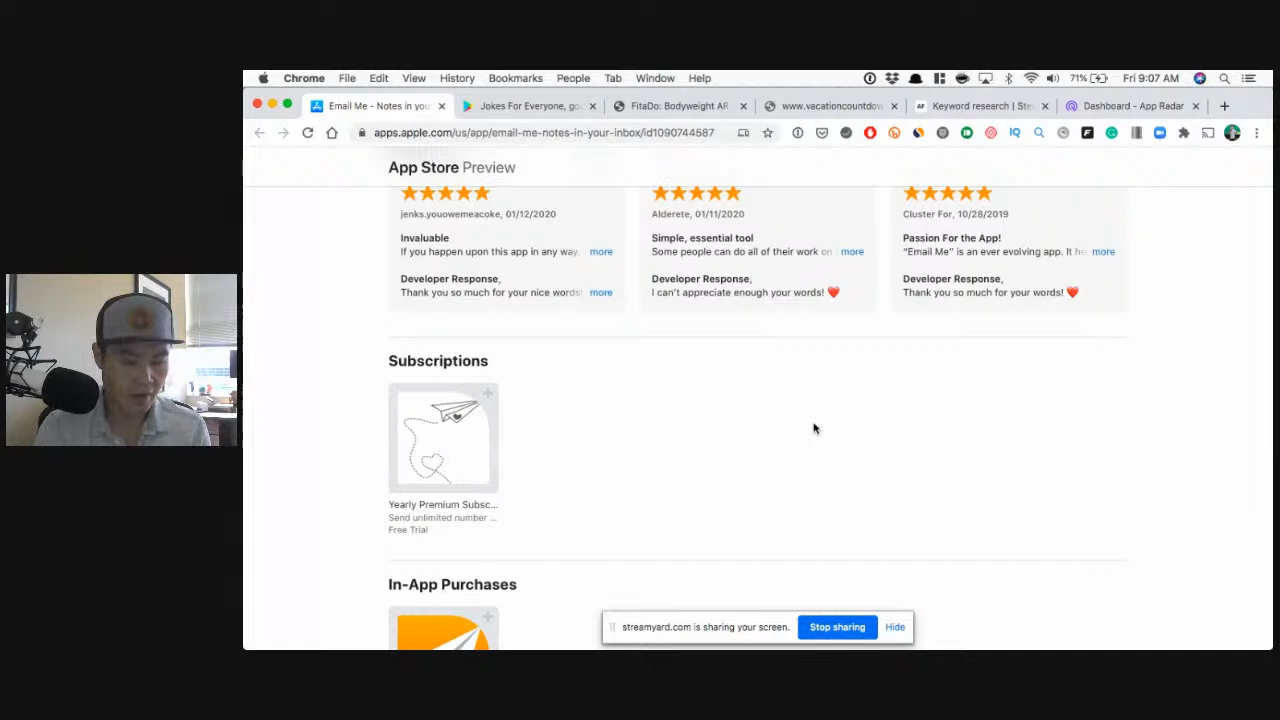 Chrome File Edit View History Bookmarks People Tab Window Help 71% Fri 9:07 AM
Email Me - Notes in you Jokes For Everyone, go FitaDo: Bodyweight AR www.vacationcountdow Keyword research | Ste Dashboard - App Radar
apps.apple.com/us/app/email-me-notes-in-your-inbox/id1090744587
App Store Preview
jenks.youowemeacoke, 01/12/2020 Alderete, 01/11/2020 Cluster For, 10/28/2019
Invaluable Simple, essential tool Passion For the App!
If you happen upon this app in any way, more Some people can do all of their work on more “Email Me” is an ever evolving app. It he more
Developer Response, Developer Response, Developer Response,
Thank you so much for your nice words! more I can't appreciate enough your words! ❤️ Thank you so much for your words! ❤️
Subscriptions
Yearly Premium Subsc...
Send unlimited number ...
Free Trial
In-App Purchases
streamyard.com is sharing your screen. Stop sharing Hide